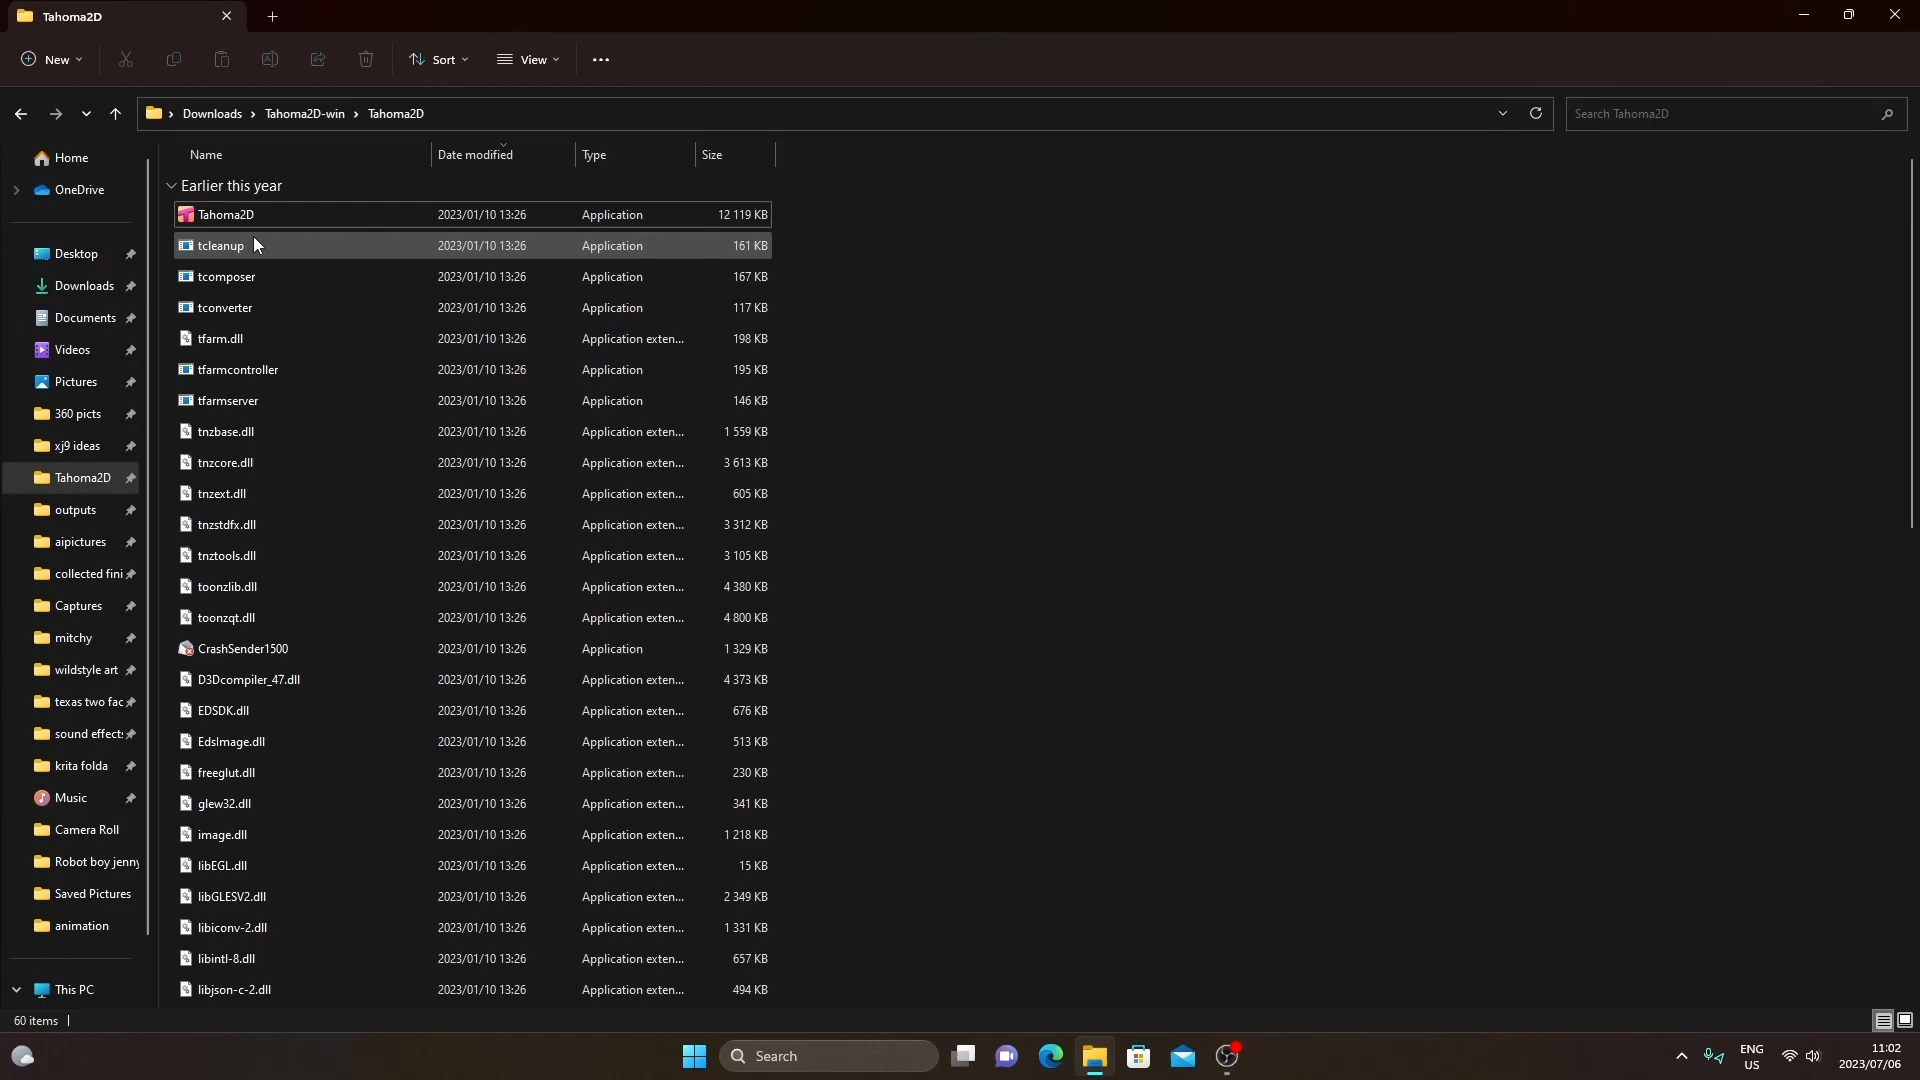 Tahoma2D
New
Sort
View
Downloads > Tahoma2D-win > Tahoma2D
Search Tahoma2D
Name Date modified Type Size
Earlier this year
Tahoma2D 2023/01/10 13:26 Application 12 119 KB
tcleanup 2023/01/10 13:26 Application 161 KB
tcomposer 2023/01/10 13:26 Application 167 KB
tconverter 2023/01/10 13:26 Application 117 KB
tfarm.dll 2023/01/10 13:26 Application exten... 198 KB
tfarmcontroller 2023/01/10 13:26 Application 195 KB
tfarmserver 2023/01/10 13:26 Application 146 KB
tnzbase.dll 2023/01/10 13:26 Application exten... 1 559 KB
tnzcore.dll 2023/01/10 13:26 Application exten... 3 613 KB
tnzext.dll 2023/01/10 13:26 Application exten... 605 KB
tnzstdfx.dll 2023/01/10 13:26 Application exten... 3 312 KB
tnztools.dll 2023/01/10 13:26 Application exten... 3 105 KB
toonzlib.dll 2023/01/10 13:26 Application exten... 4 380 KB
toonzqt.dll 2023/01/10 13:26 Application exten... 4 800 KB
CrashSender1500 2023/01/10 13:26 Application 1 329 KB
D3Dcompiler_47.dll 2023/01/10 13:26 Application exten... 4 373 KB
EDSDK.dll 2023/01/10 13:26 Application exten... 676 KB
EdsImage.dll 2023/01/10 13:26 Application exten... 513 KB
freeglut.dll 2023/01/10 13:26 Application exten... 230 KB
glew32.dll 2023/01/10 13:26 Application exten... 341 KB
image.dll 2023/01/10 13:26 Application exten... 1 218 KB
libEGL.dll 2023/01/10 13:26 Application exten... 15 KB
libGLESV2.dll 2023/01/10 13:26 Application exten... 2 349 KB
libiconv-2.dll 2023/01/10 13:26 Application exten... 1 331 KB
libintl-8.dll 2023/01/10 13:26 Application exten... 657 KB
libjson-c-2.dll 2023/01/10 13:26 Application exten... 494 KB
Home
OneDrive
Desktop
Downloads
Documents
Videos
Pictures
360 picts
xj9 ideas
Tahoma2D
outputs
aipictures
collected fini
Captures
mitchy
wildstyle art
texas two fac
sound effects
krita folda
Music
Camera Roll
Robot boy jenny
Saved Pictures
animation
This PC
60 items
Search
ENG
US
11:02
2023/07/06